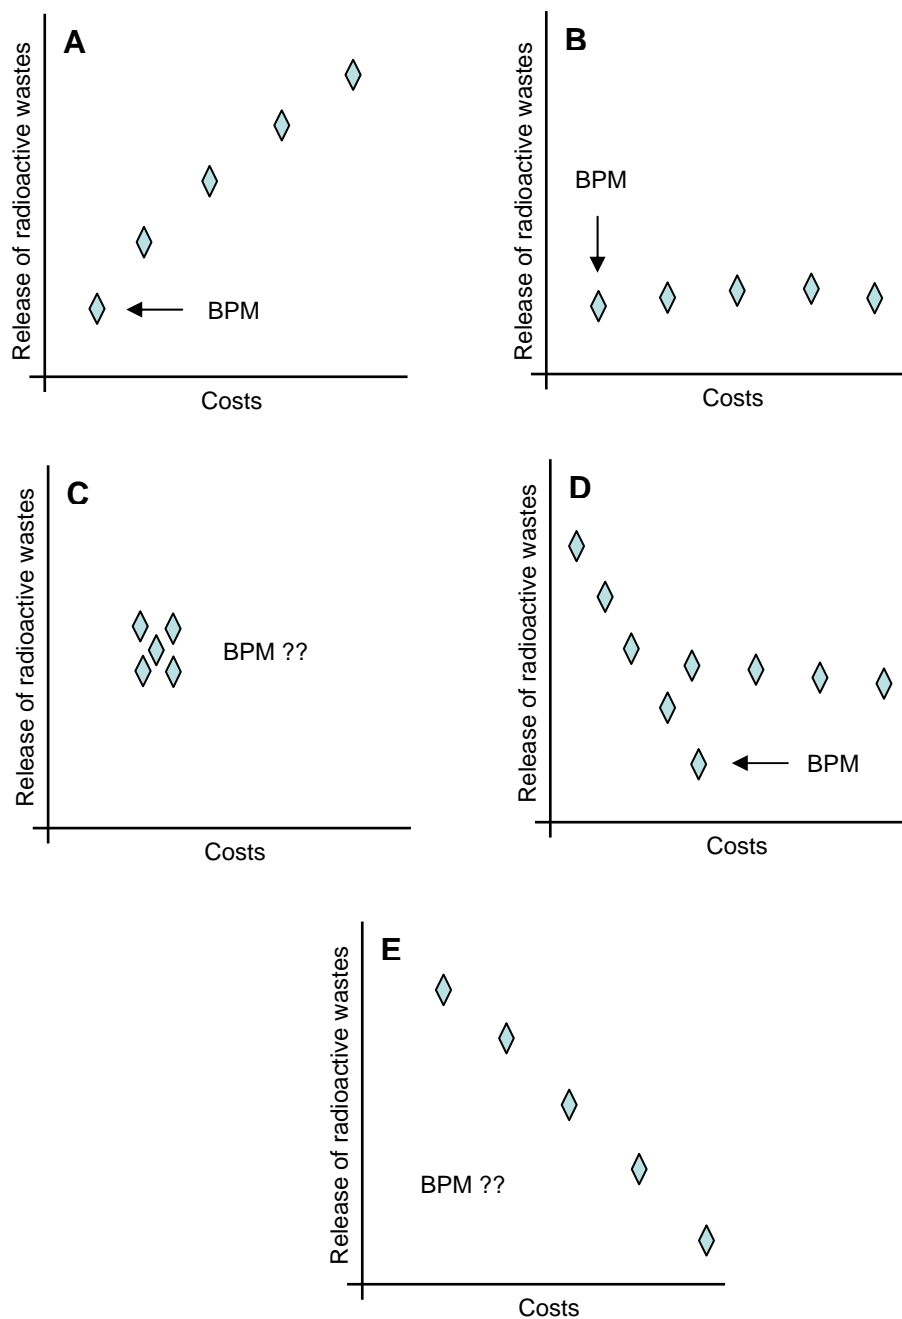 A
Release of radioactive wastes
BPM
Costs
B
Release of radioactive wastes
BPM
Costs
C
Release of radioactive wastes
BPM ??
Costs
D
Release of radioactive wastes
BPM
Costs
E
Release of radioactive wastes
BPM ??
Costs